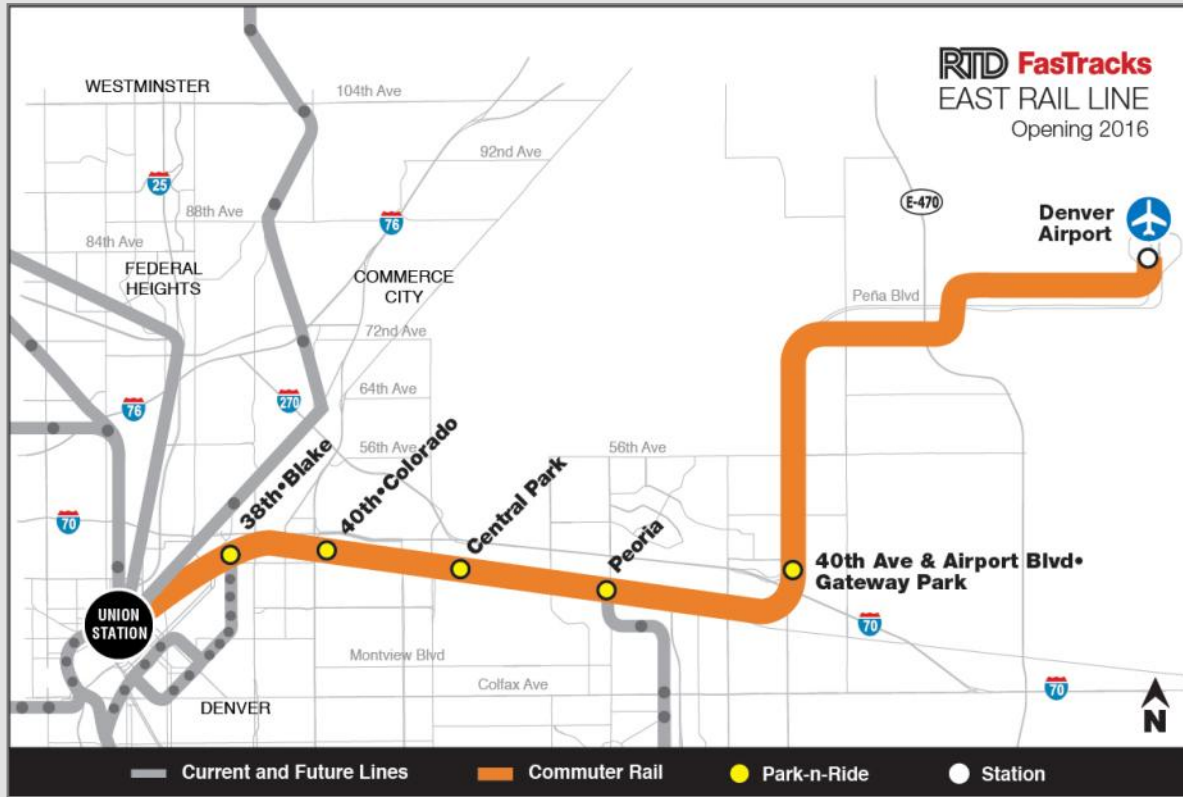 RTD FasTracks
EAST RAIL LINE
Opening 2016
WESTMINSTER
104th Ave
92nd Ave
25
88th Ave
76
E-470
84th Ave
Denver
Airport
FEDERAL
HEIGHTS
COMMERCE
CITY
Peña Blvd
72nd Ave
270
64th Ave
76
56th Ave
56th Ave
38th•Blake
40th•Colorado
Central Park
Peoria
70
40th Ave & Airport Blvd•
Gateway Park
UNION
STATION
70
Montview Blvd
Colfax Ave
70
DENVER
N
Current and Future Lines
Commuter Rail
Park-n-Ride
Station